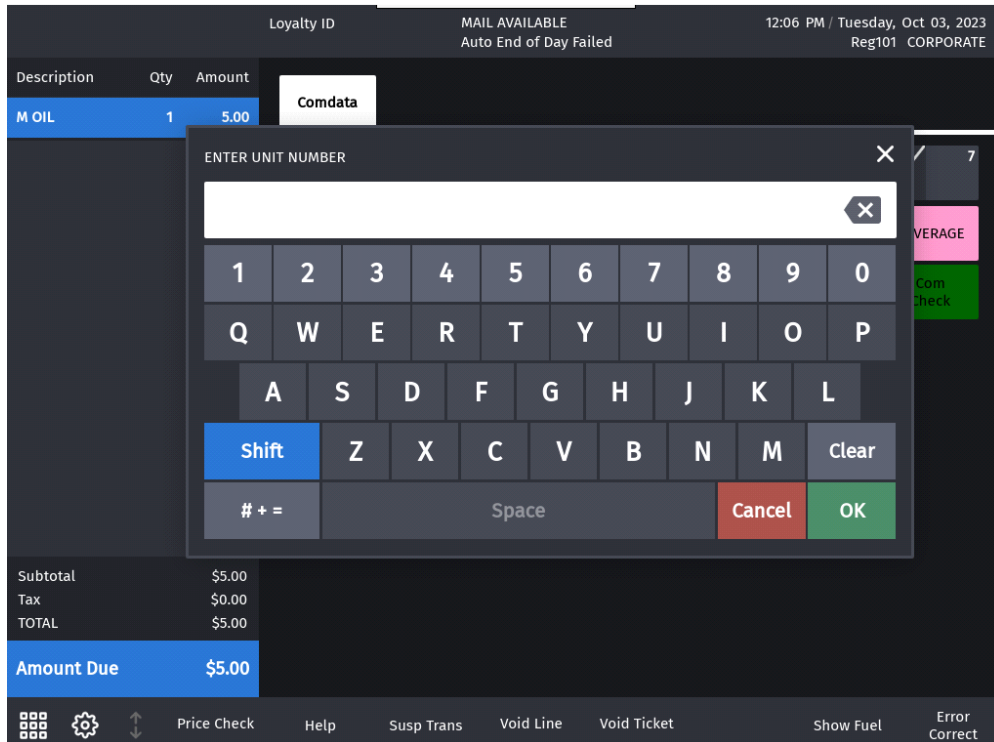 Loyalty ID
MAIL AVAILABLE
Auto End of Day Failed
12:06 PM / Tuesday, Oct 03, 2023
Reg101 CORPORATE
Description Qty Amount
M OIL 1 5.00
Comdata
7
ENTER UNIT NUMBER
1 2 3 4 5 6 7 8 9 0
Q W E R T Y U I O P
A S D F G H J K L
Shift Z X C V B N M Clear
# + = Space Cancel OK
VERAGE
Com
Check
Subtotal $5.00
Tax $0.00
TOTAL $5.00
Amount Due $5.00
Price Check Help Susp Trans Void Line Void Ticket Show Fuel Error
Correct